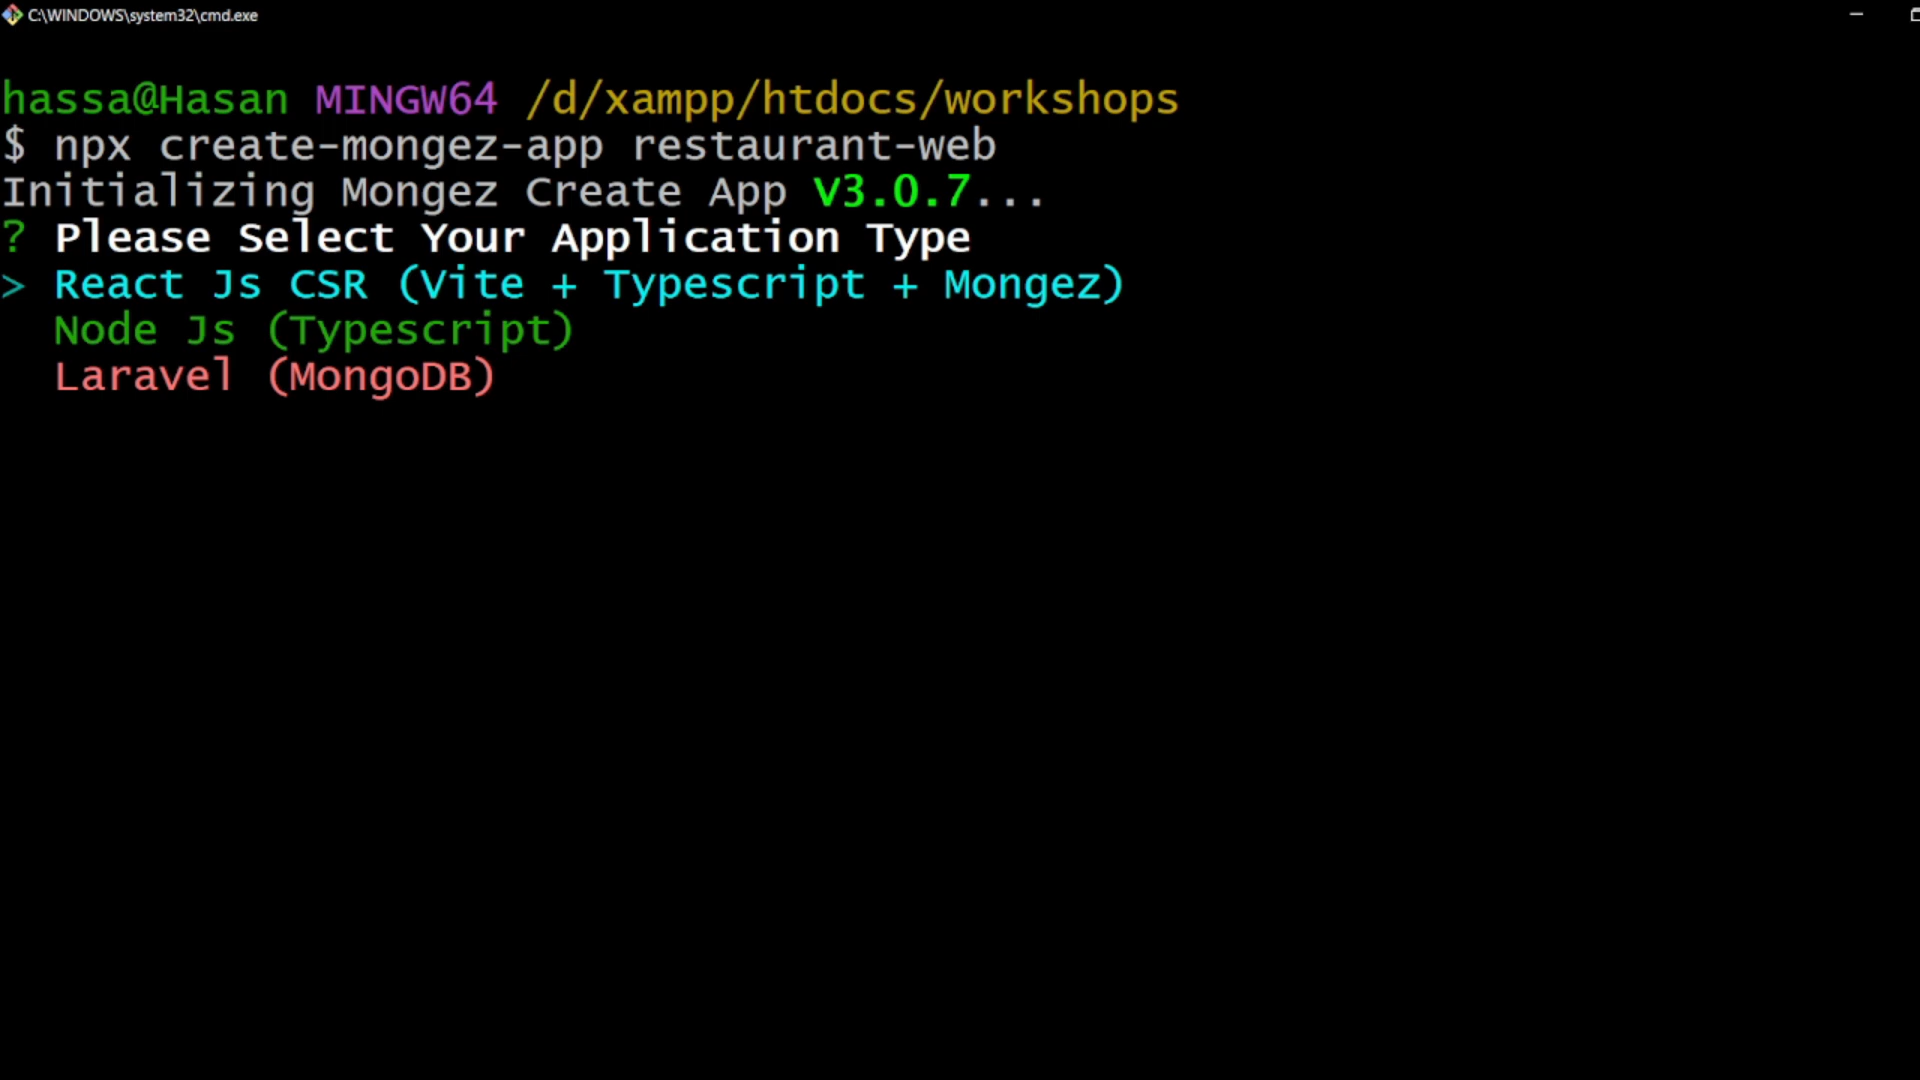 C:\WINDOWS\system32\cmd.exe
hassa@Hasan MINGW64 /d/xampp/htdocs/workshops
$ npx create-mongez-app restaurant-web
Initializing Mongez Create App v3.0.7...
? Please Select Your Application Type
> React Js CSR (Vite + Typescript + Mongez)
Node Js (Typescript)
Laravel (MongoDB)